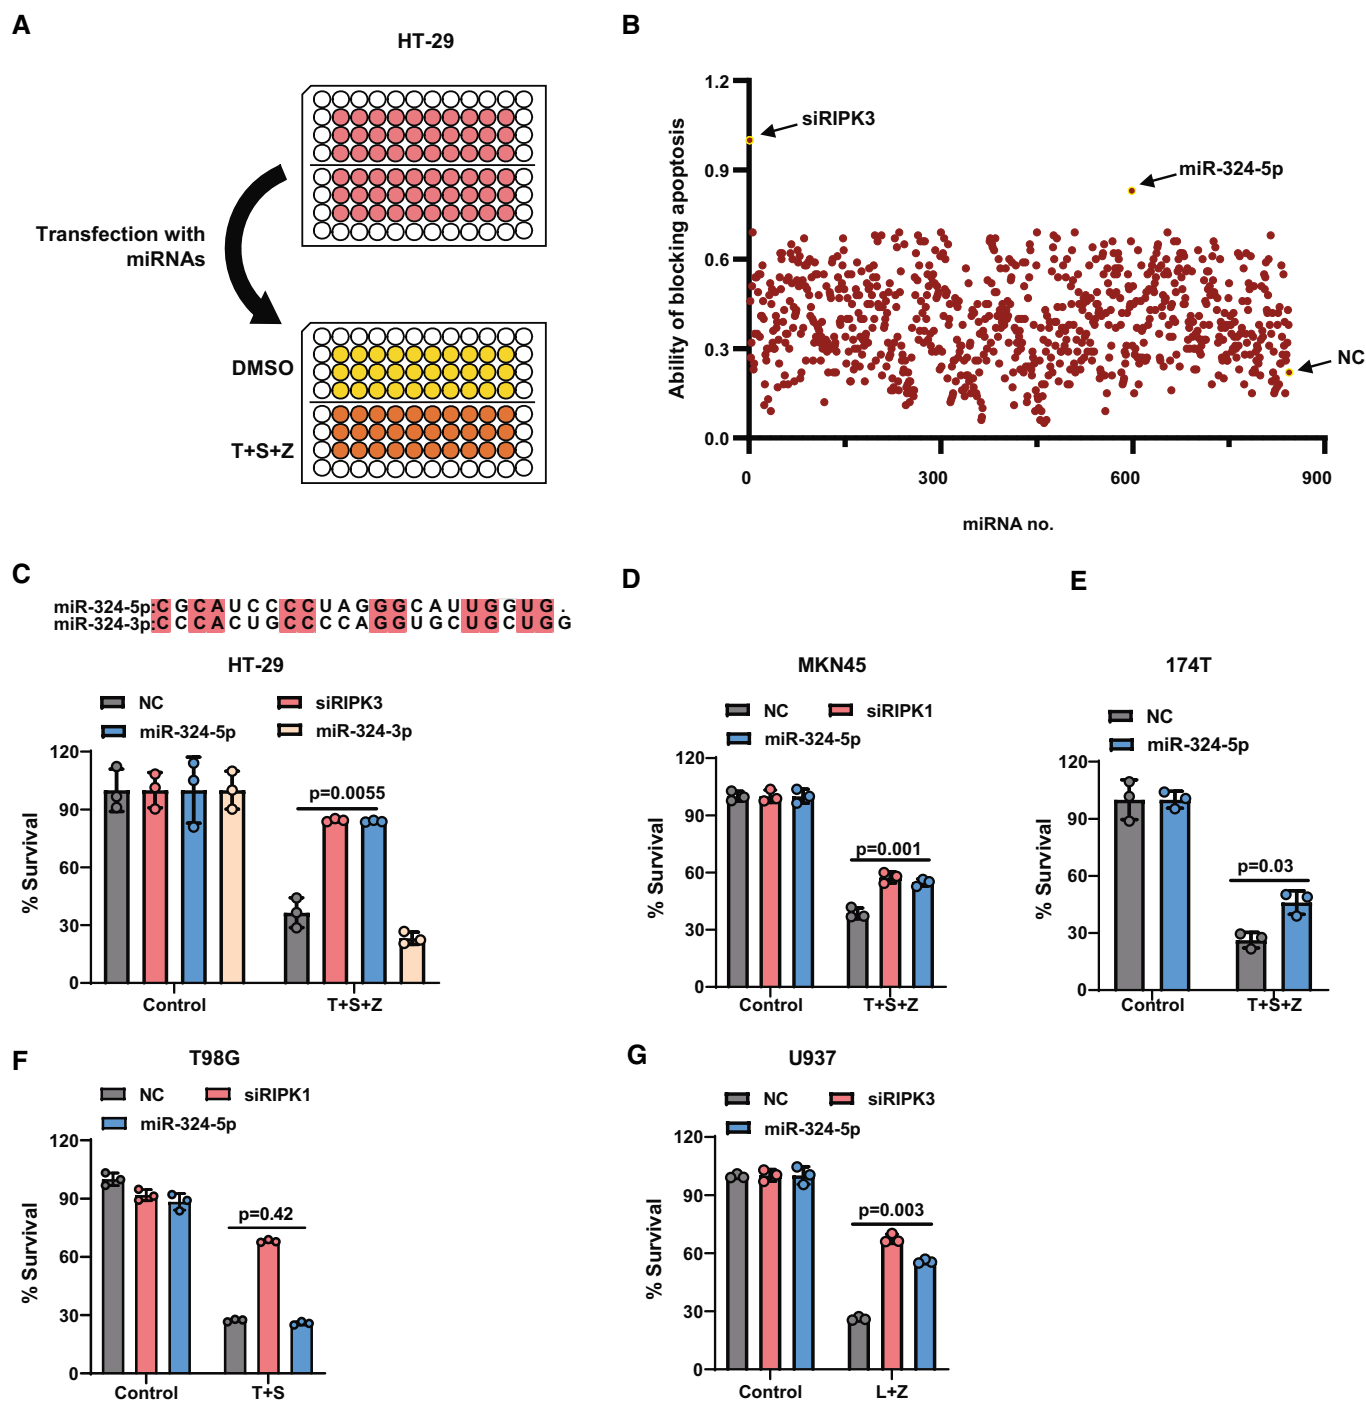 A
HT-29
Transfection with
miRNAs
DMSO
T+S+Z
B
Ability of blocking apoptosis
1.2
0.9
0.6
0.3
0.0
siRIPK3
miR-324-5p
NC
0
300
600
900
miRNA no.
C
miR-324-5p:CGCAUCCCCUAGGGCAUUGGUG.
miR-324-3p:CCCACUGCCCCAGGUGCUGCUGG
HT-29
NC
siRIPK3
miR-324-5p
miR-324-3p
% Survival
120
90
60
30
0
p=0.0055
Control
T+S+Z
D
MKN45
NC
siRIPK1
miR-324-5p
% Survival
120
90
60
30
0
p=0.001
Control
T+S+Z
E
174T
NC
miR-324-5p
% Survival
120
90
60
30
0
p=0.03
Control
T+S+Z
F
T98G
NC
siRIPK1
miR-324-5p
% Survival
120
90
60
30
0
p=0.42
Control
T+S
G
U937
NC
siRIPK3
miR-324-5p
% Survival
120
90
60
30
0
p=0.003
Control
L+Z